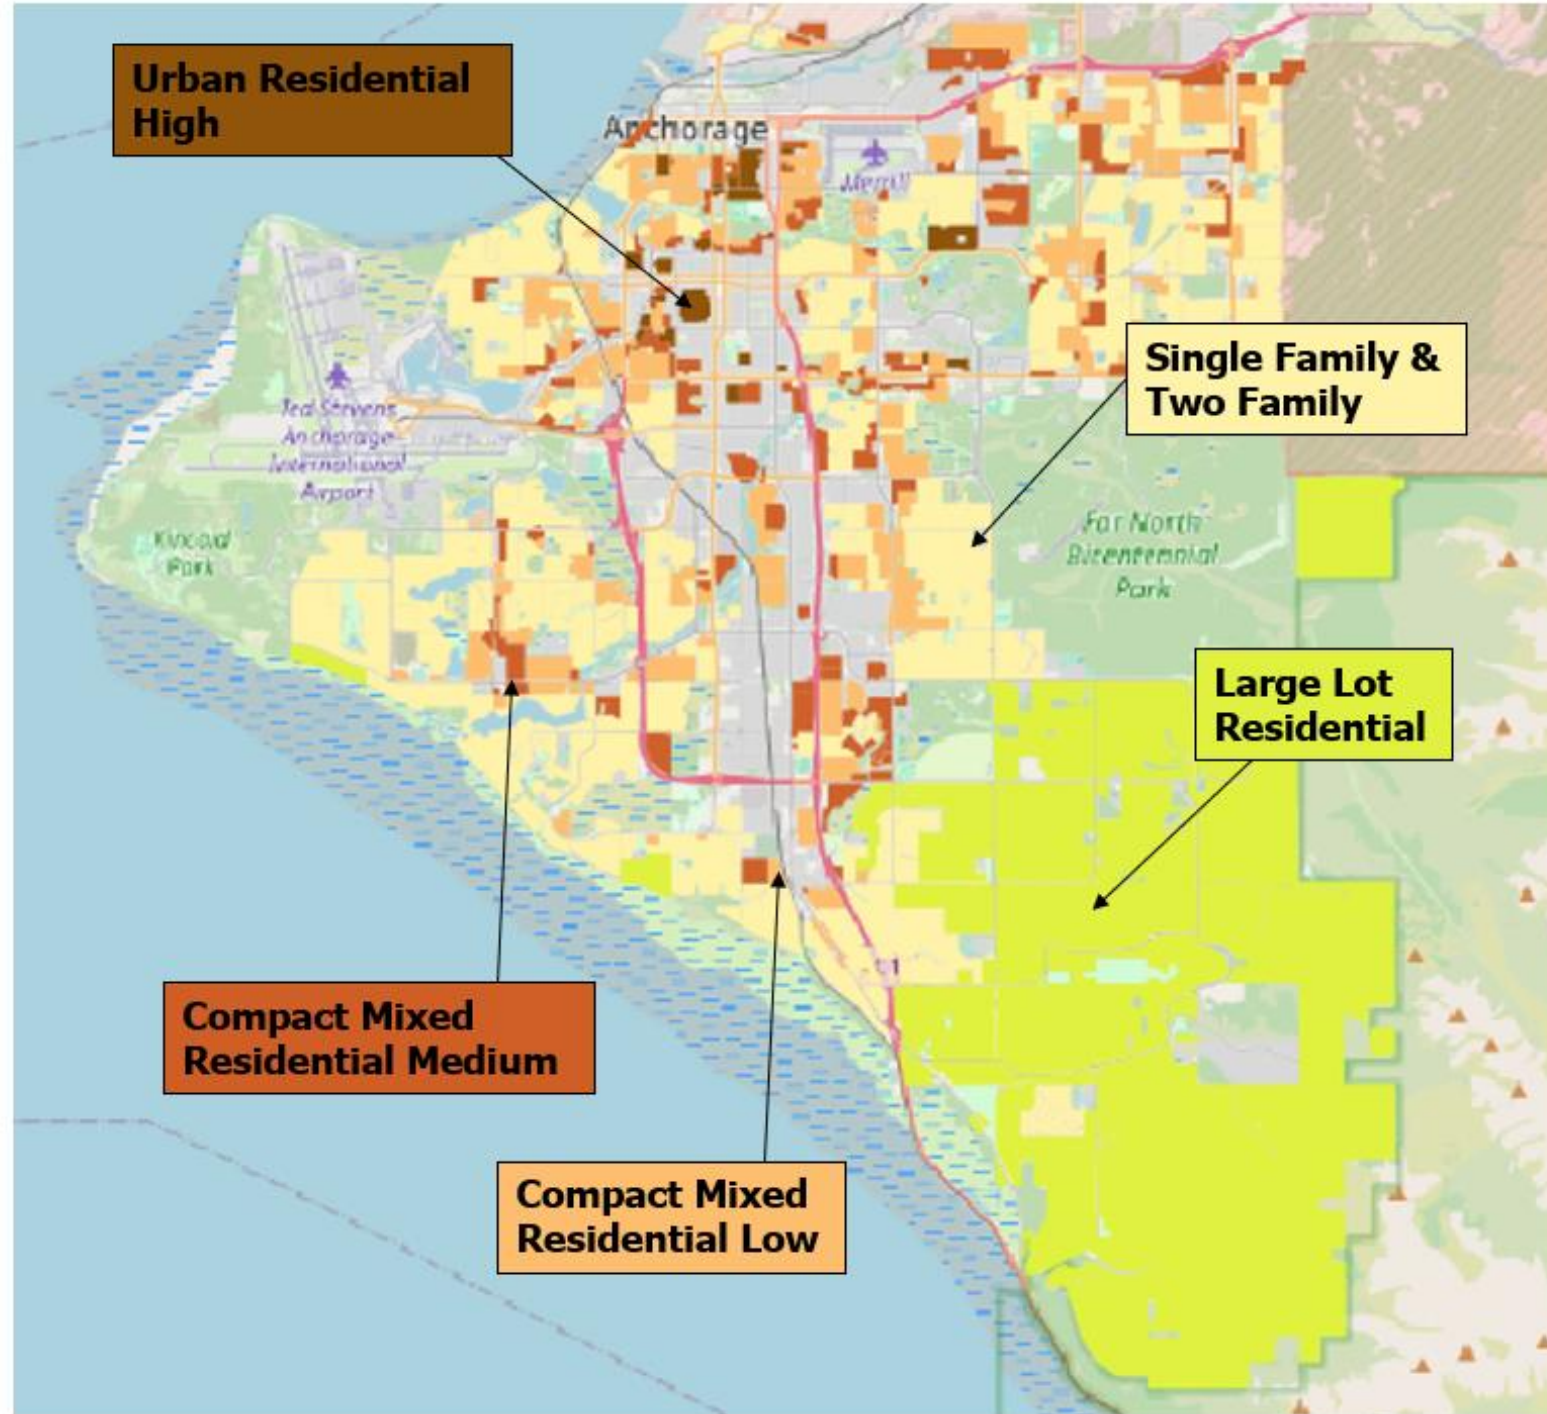 Urban Residential
High
Anchorage
Merrill
Single Family &
Two Family
Ted Stevens
Anchorage
International
Airport
Kincaid
Park
Far North
Bicentennial
Park
Large Lot
Residential
Compact Mixed
Residential Medium
Compact Mixed
Residential Low